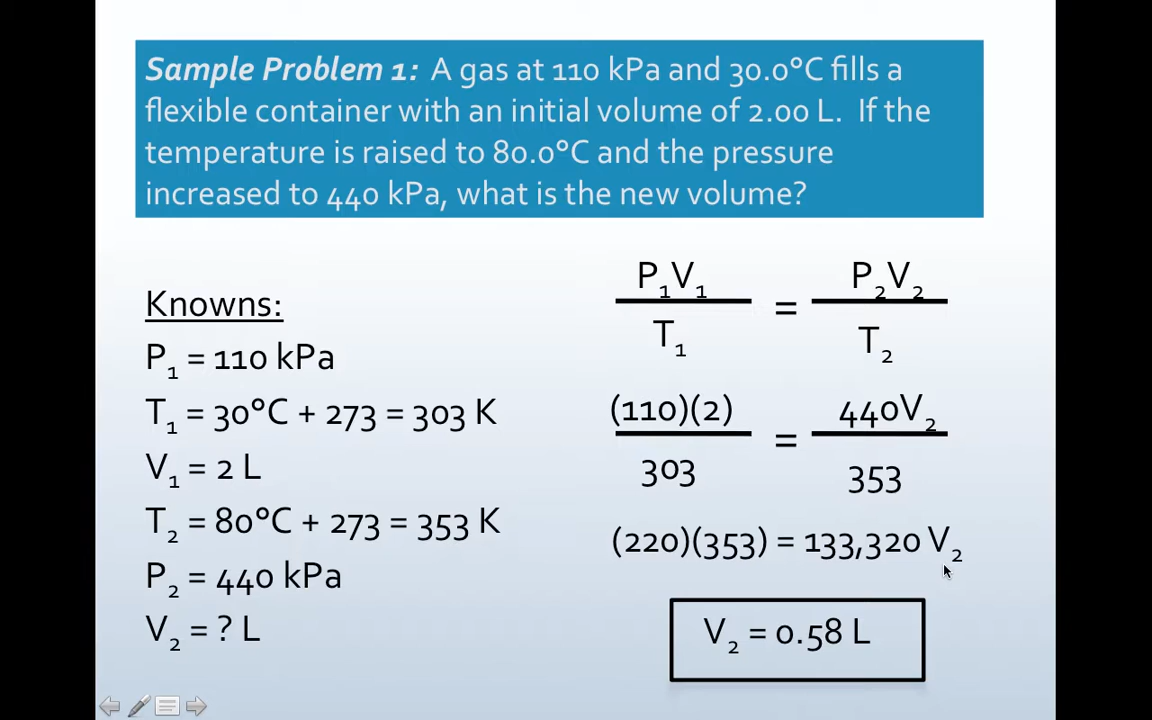 Sample Problem 1: A gas at 110 kPa and 30.0°C fills a
flexible container with an initial volume of 2.00 L. If the
temperature is raised to 80.0°C and the pressure
increased to 440 kPa, what is the new volume?
Knowns:
P₁ = 110 kPa
T₁ = 30°C + 273 = 303 K
V₁ = 2 L
T₂ = 80°C + 273 = 353 K
P₂ = 440 kPa
V₂ = ? L
P₁V₁ = P₂V₂
T₁ T₂
(110)(2) = 440V₂
303 353
(220)(353) = 133,320 V₂
V₂ = 0.58 L